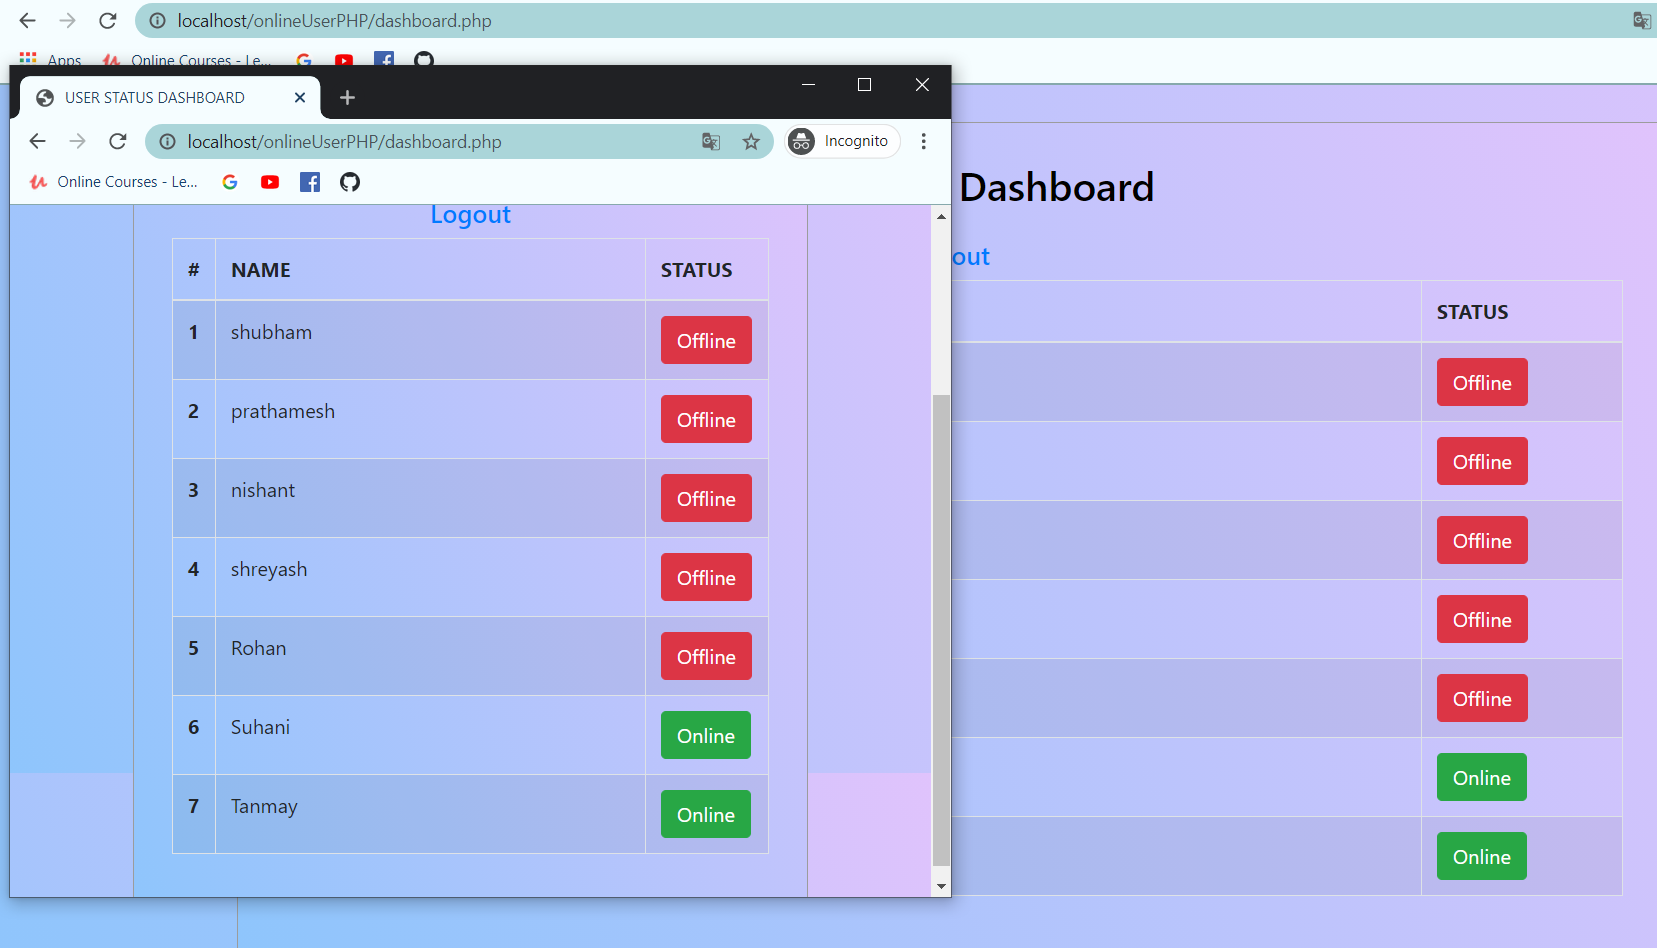 localhost/onlineUserPHP/dashboard.php
Apps
Online Courses - Le...
USER STATUS DASHBOARD
localhost/onlineUserPHP/dashboard.php
Incognito
Online Courses - Le...
Logout
# NAME STATUS
1 shubham Offline
2 prathamesh Offline
3 nishant Offline
4 shreyash Offline
5 Rohan Offline
6 Suhani Online
7 Tanmay Online
Dashboard
out
STATUS
Offline
Offline
Offline
Offline
Offline
Online
Online